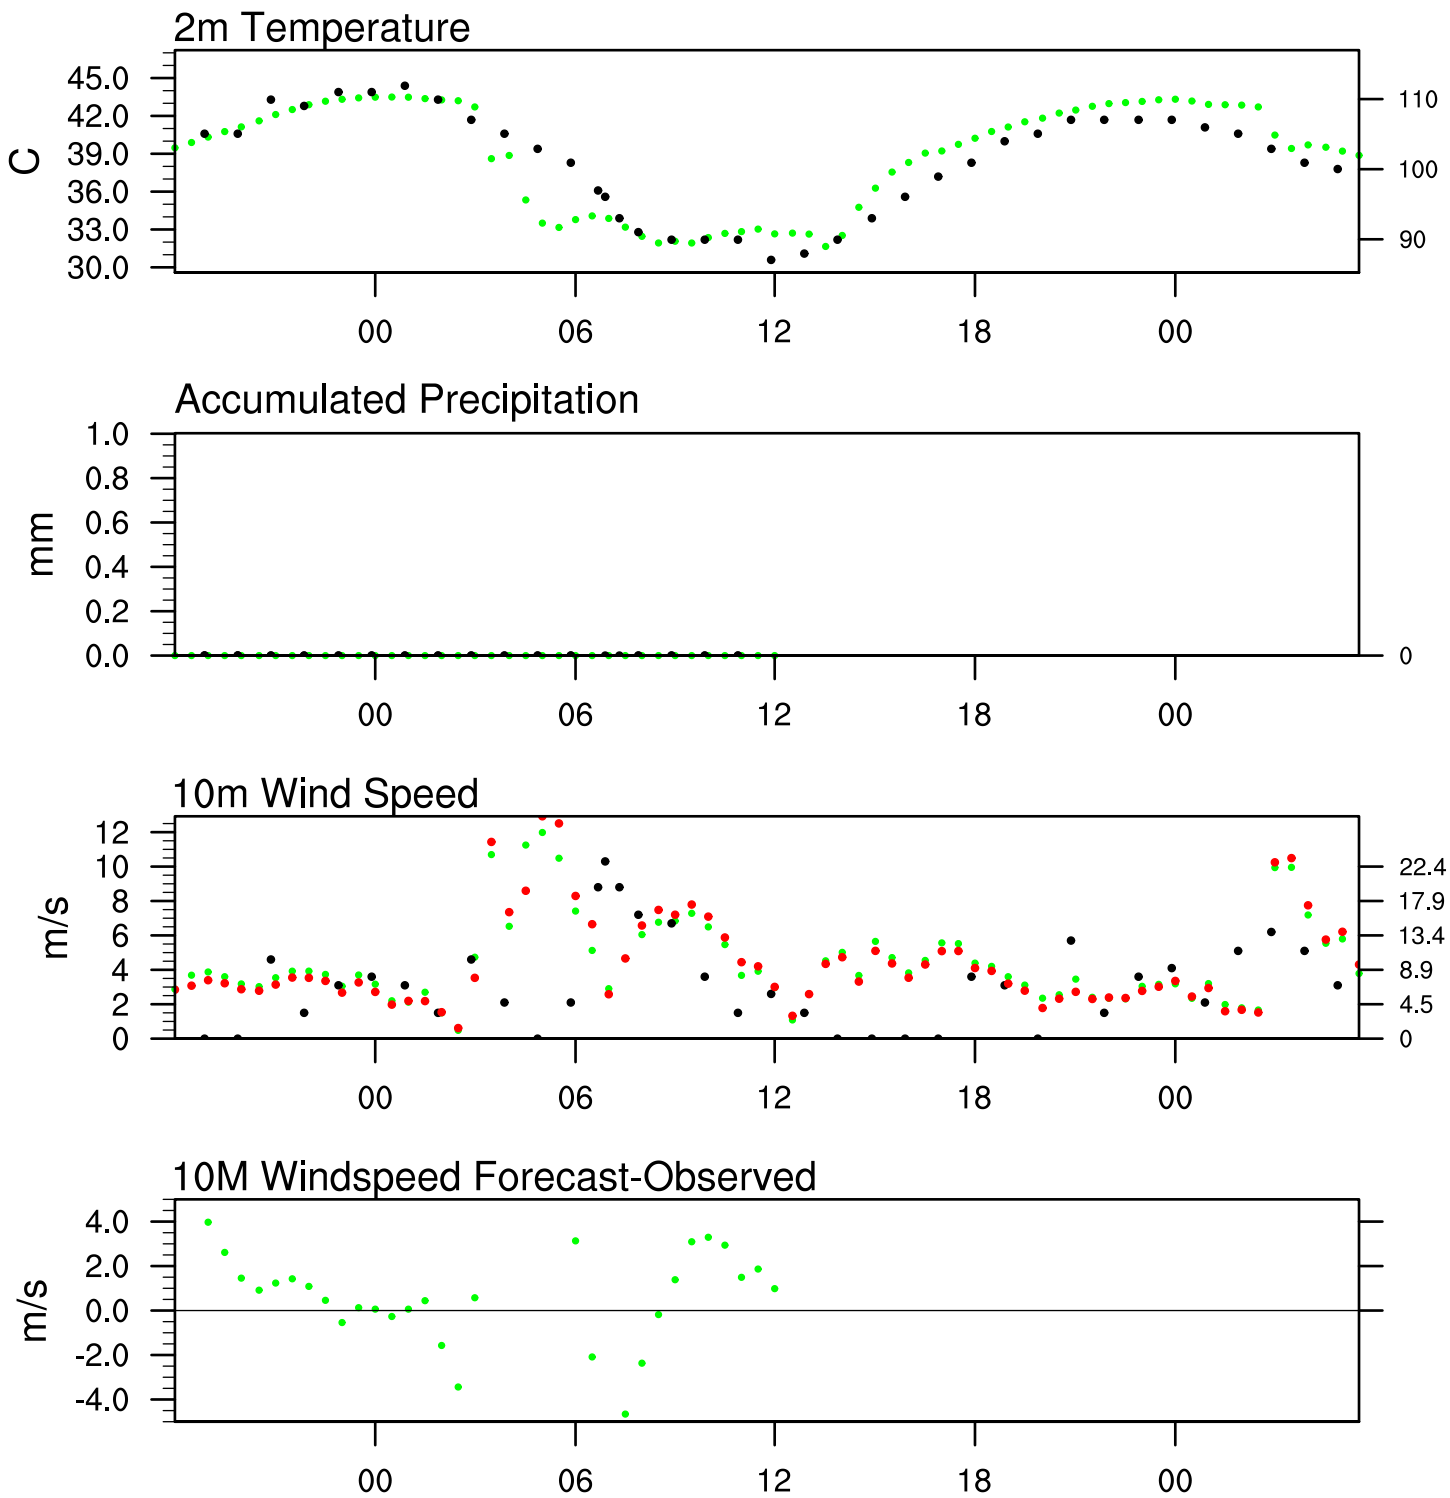 2m Temperature
45.0
42.0
39.0
36.0
33.0
30.0
C
110
100
90
00 06 12 18 00
Accumulated Precipitation
1.0
0.8
0.6
0.4
0.2
0.0
mm
0
00 06 12 18 00
10m Wind Speed
12
10
8
6
4
2
0
m/s
22.4
17.9
13.4
8.9
4.5
0
00 06 12 18 00
10M Windspeed Forecast-Observed
4.0
2.0
0.0
-2.0
-4.0
m/s
00 06 12 18 00